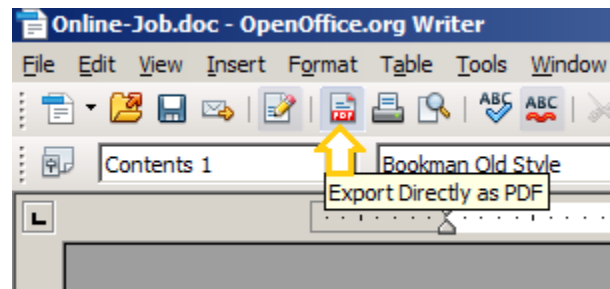 Online-Job.doc - OpenOffice.org Writer
File Edit View Insert Format Table Tools Window
PDF ABC ABC
Contents 1 Bookman Old Style
Export Directly as PDF